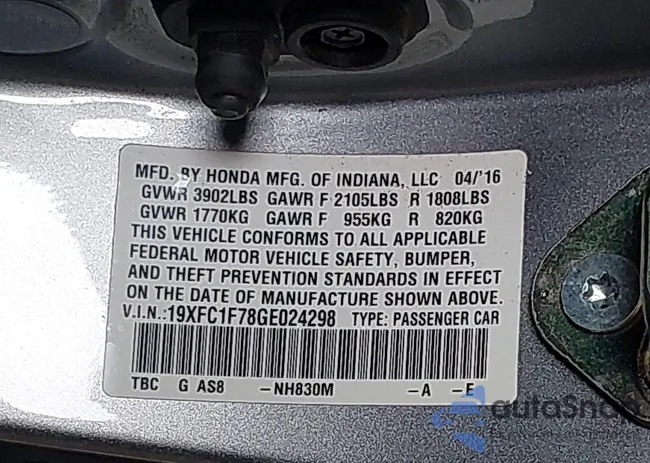 MFD. BY HONDA MFG. OF INDIANA, LLC 04/'16
GVWR 3902LBS GAWR F 2105LBS R 1808LBS
GVWR 1770KG GAWR F 955KG R 820KG
THIS VEHICLE CONFORMS TO ALL APPLICABLE
FEDERAL MOTOR VEHICLE SAFETY, BUMPER,
AND THEFT PREVENTION STANDARDS IN EFFECT
ON THE DATE OF MANUFACTURE SHOWN ABOVE.
V.I.N.:19XFC1F78GE024298 TYPE: PASSENGER CAR
TBC G AS8 -NH830M -A -E